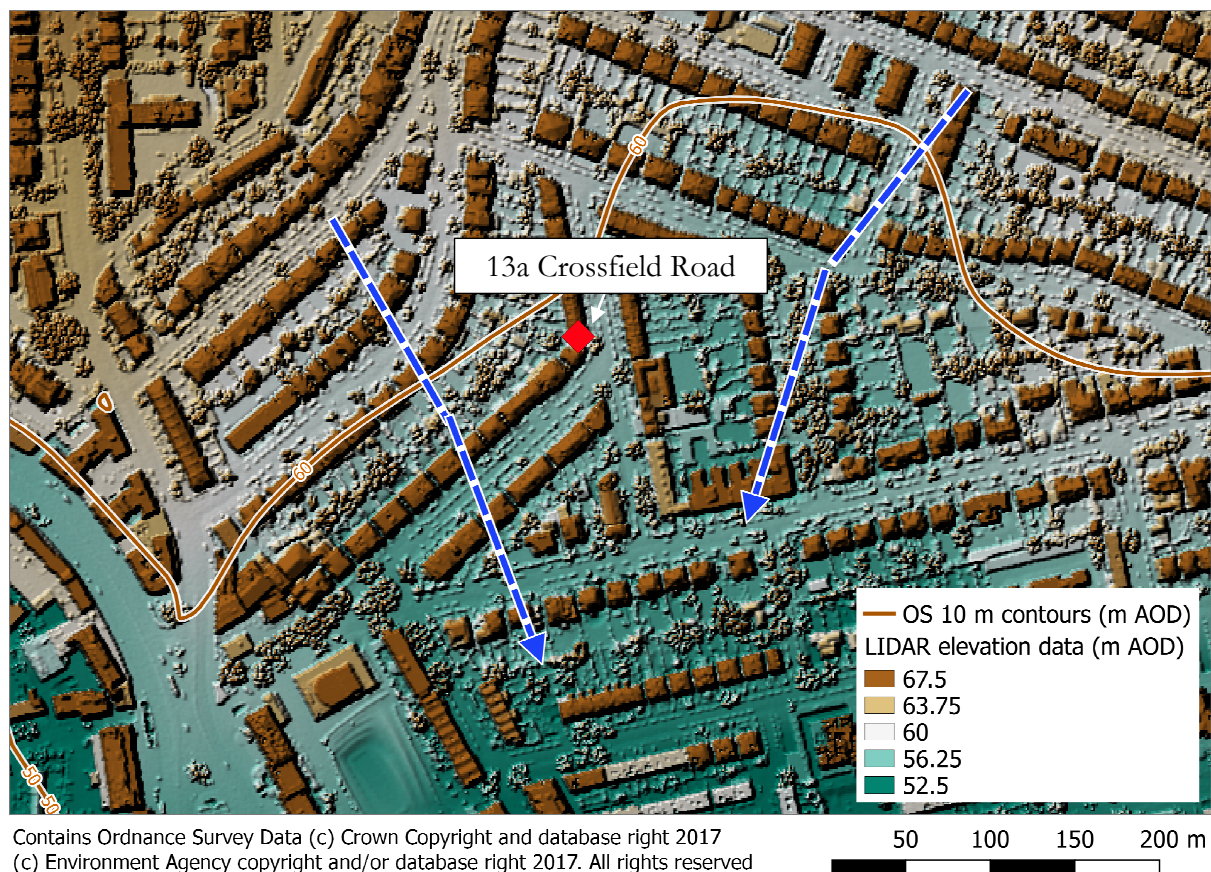 60
13a Crossfield Road
60
50
50
OS 10 m contours (m AOD)
LIDAR elevation data (m AOD)
67.5
63.75
60
56.25
52.5
Contains Ordnance Survey Data (c) Crown Copyright and database right 2017
(c) Environment Agency copyright and/or database right 2017. All rights reserved
50 100 150 200 m